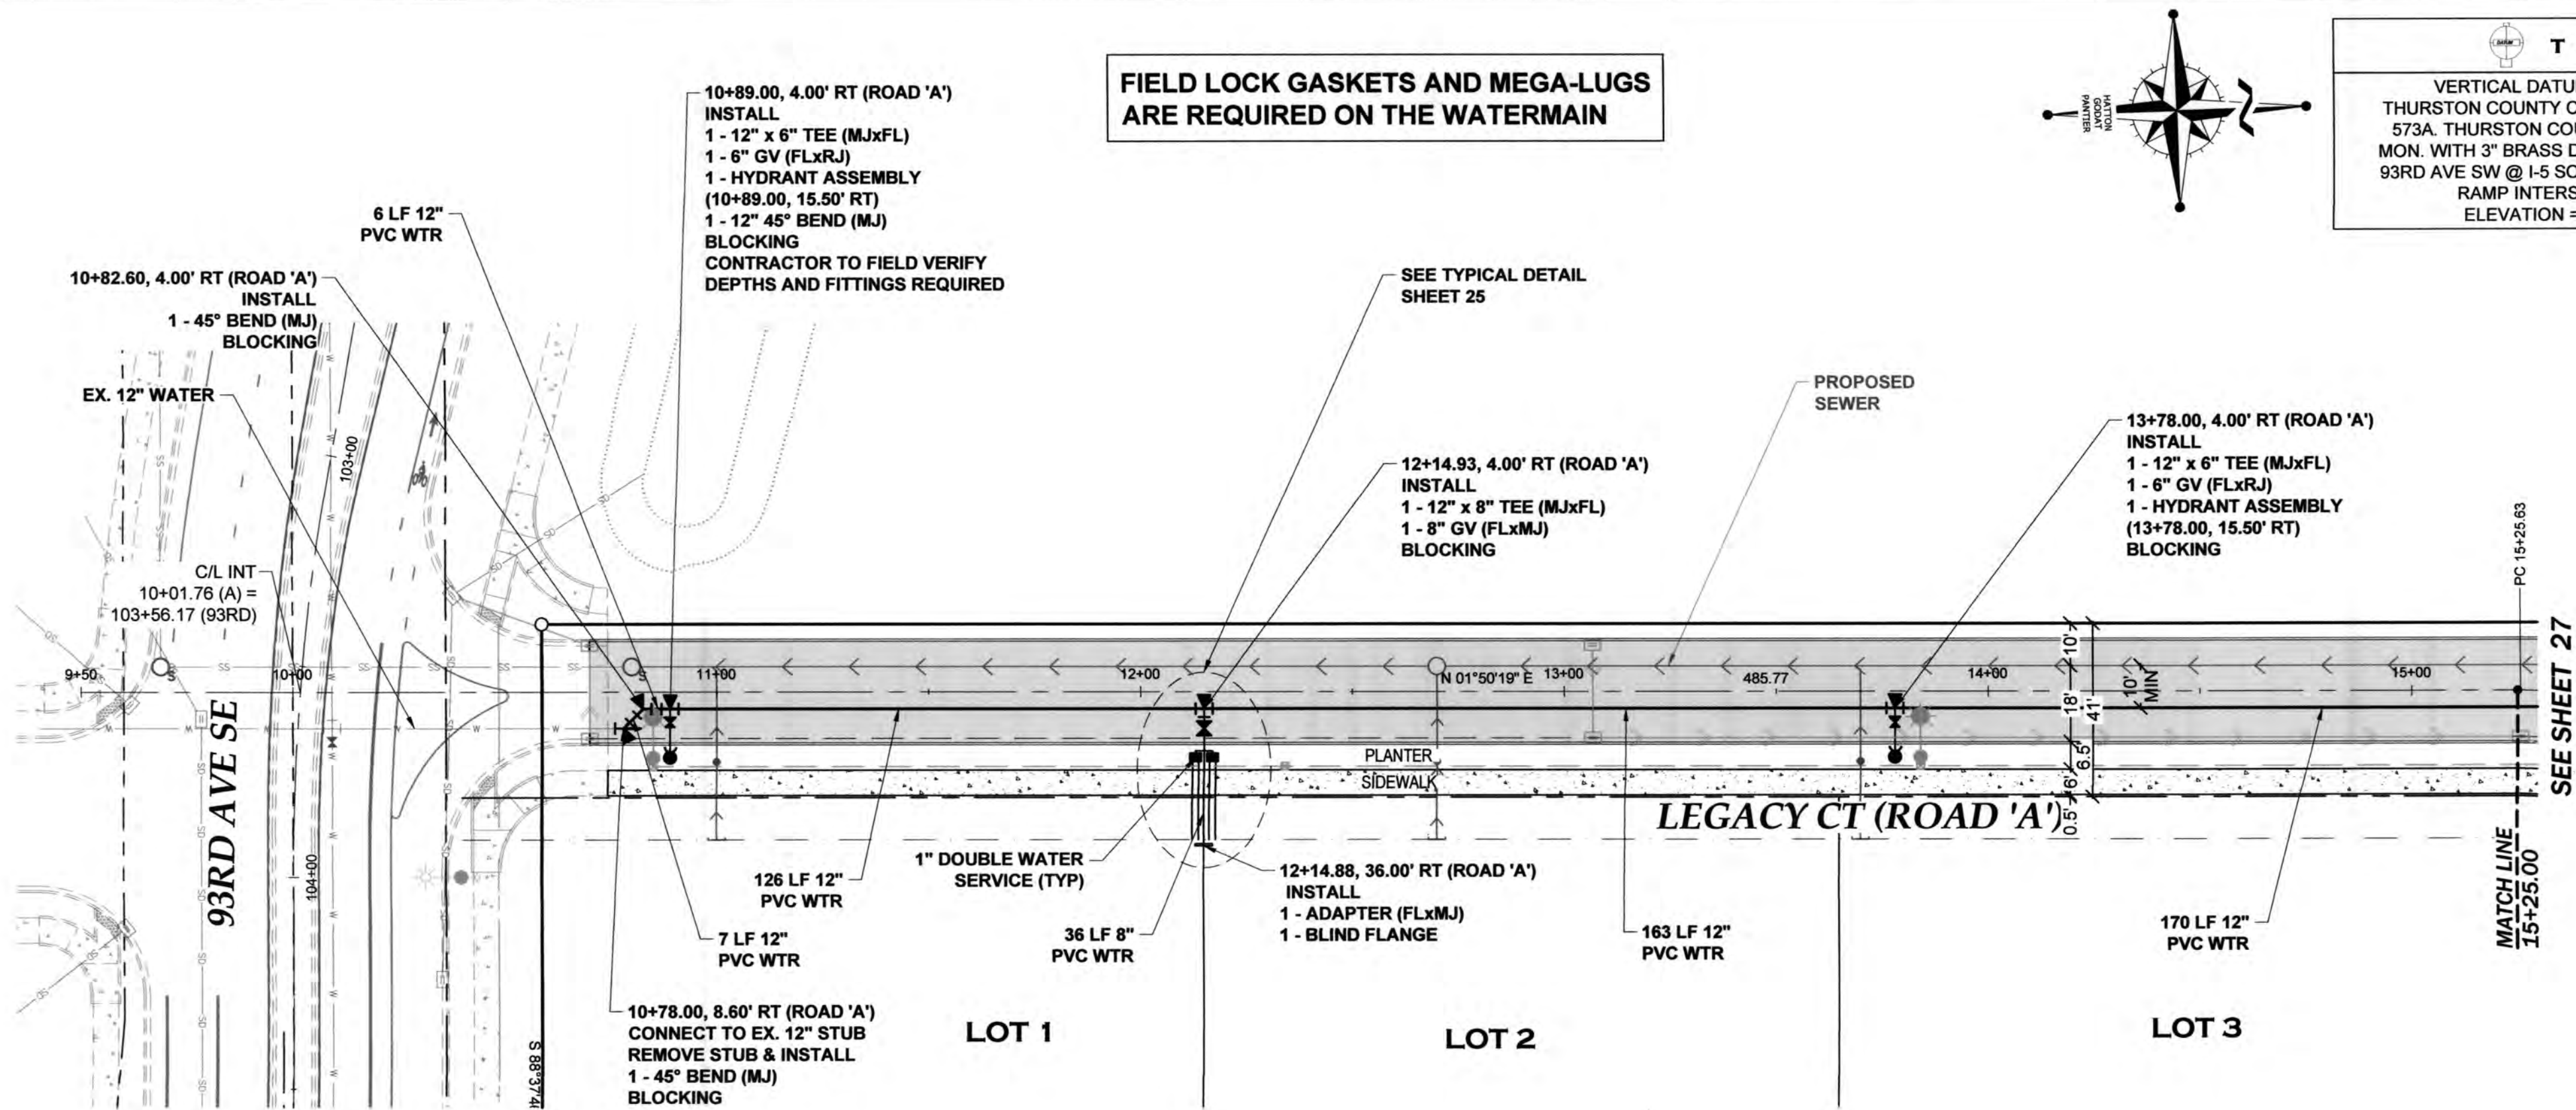 FIELD LOCK GASKETS AND MEGA-LUGS
ARE REQUIRED ON THE WATERMAIN
HATTON
GODAT
PANTIER
DATUM
T
VERTICAL DATU
THURSTON COUNTY C
573A. THURSTON COU
MON. WITH 3" BRASS D
93RD AVE SW @ I-5 SO
RAMP INTERS
ELEVATION =
10+89.00, 4.00' RT (ROAD 'A')
INSTALL
1 - 12" x 6" TEE (MJxFL)
1 - 6" GV (FLxRJ)
1 - HYDRANT ASSEMBLY
(10+89.00, 15.50' RT)
1 - 12" 45° BEND (MJ)
BLOCKING
CONTRACTOR TO FIELD VERIFY
DEPTHS AND FITTINGS REQUIRED
6 LF 12"
PVC WTR
10+82.60, 4.00' RT (ROAD 'A')
INSTALL
1 - 45° BEND (MJ)
BLOCKING
EX. 12" WATER
C/L INT
10+01.76 (A) =
103+56.17 (93RD)
103+00
104+00
93RD AVE SE
SEE TYPICAL DETAIL
SHEET 25
PROPOSED
SEWER
12+14.93, 4.00' RT (ROAD 'A')
INSTALL
1 - 12" x 8" TEE (MJxFL)
1 - 8" GV (FLxMJ)
BLOCKING
13+78.00, 4.00' RT (ROAD 'A')
INSTALL
1 - 12" x 6" TEE (MJxFL)
1 - 6" GV (FLxRJ)
1 - HYDRANT ASSEMBLY
(13+78.00, 15.50' RT)
BLOCKING
PC 15+25.63
SEE SHEET 27
9+50
10+00
11+00
12+00
N 01°50'19" E
13+00
485.77
14+00
15+00
10'
18'
41'
10'
MIN
6.5'
6'
0.5'
PLANTER
SIDEWALK
LEGACY CT (ROAD 'A')
1" DOUBLE WATER
SERVICE (TYP)
126 LF 12"
PVC WTR
7 LF 12"
PVC WTR
36 LF 8"
PVC WTR
12+14.88, 36.00' RT (ROAD 'A')
INSTALL
1 - ADAPTER (FLxMJ)
1 - BLIND FLANGE
163 LF 12"
PVC WTR
170 LF 12"
PVC WTR
MATCH LINE
15+25.00
10+78.00, 8.60' RT (ROAD 'A')
CONNECT TO EX. 12" STUB
REMOVE STUB & INSTALL
1 - 45° BEND (MJ)
BLOCKING
S 88°37'4
LOT 1
LOT 2
LOT 3